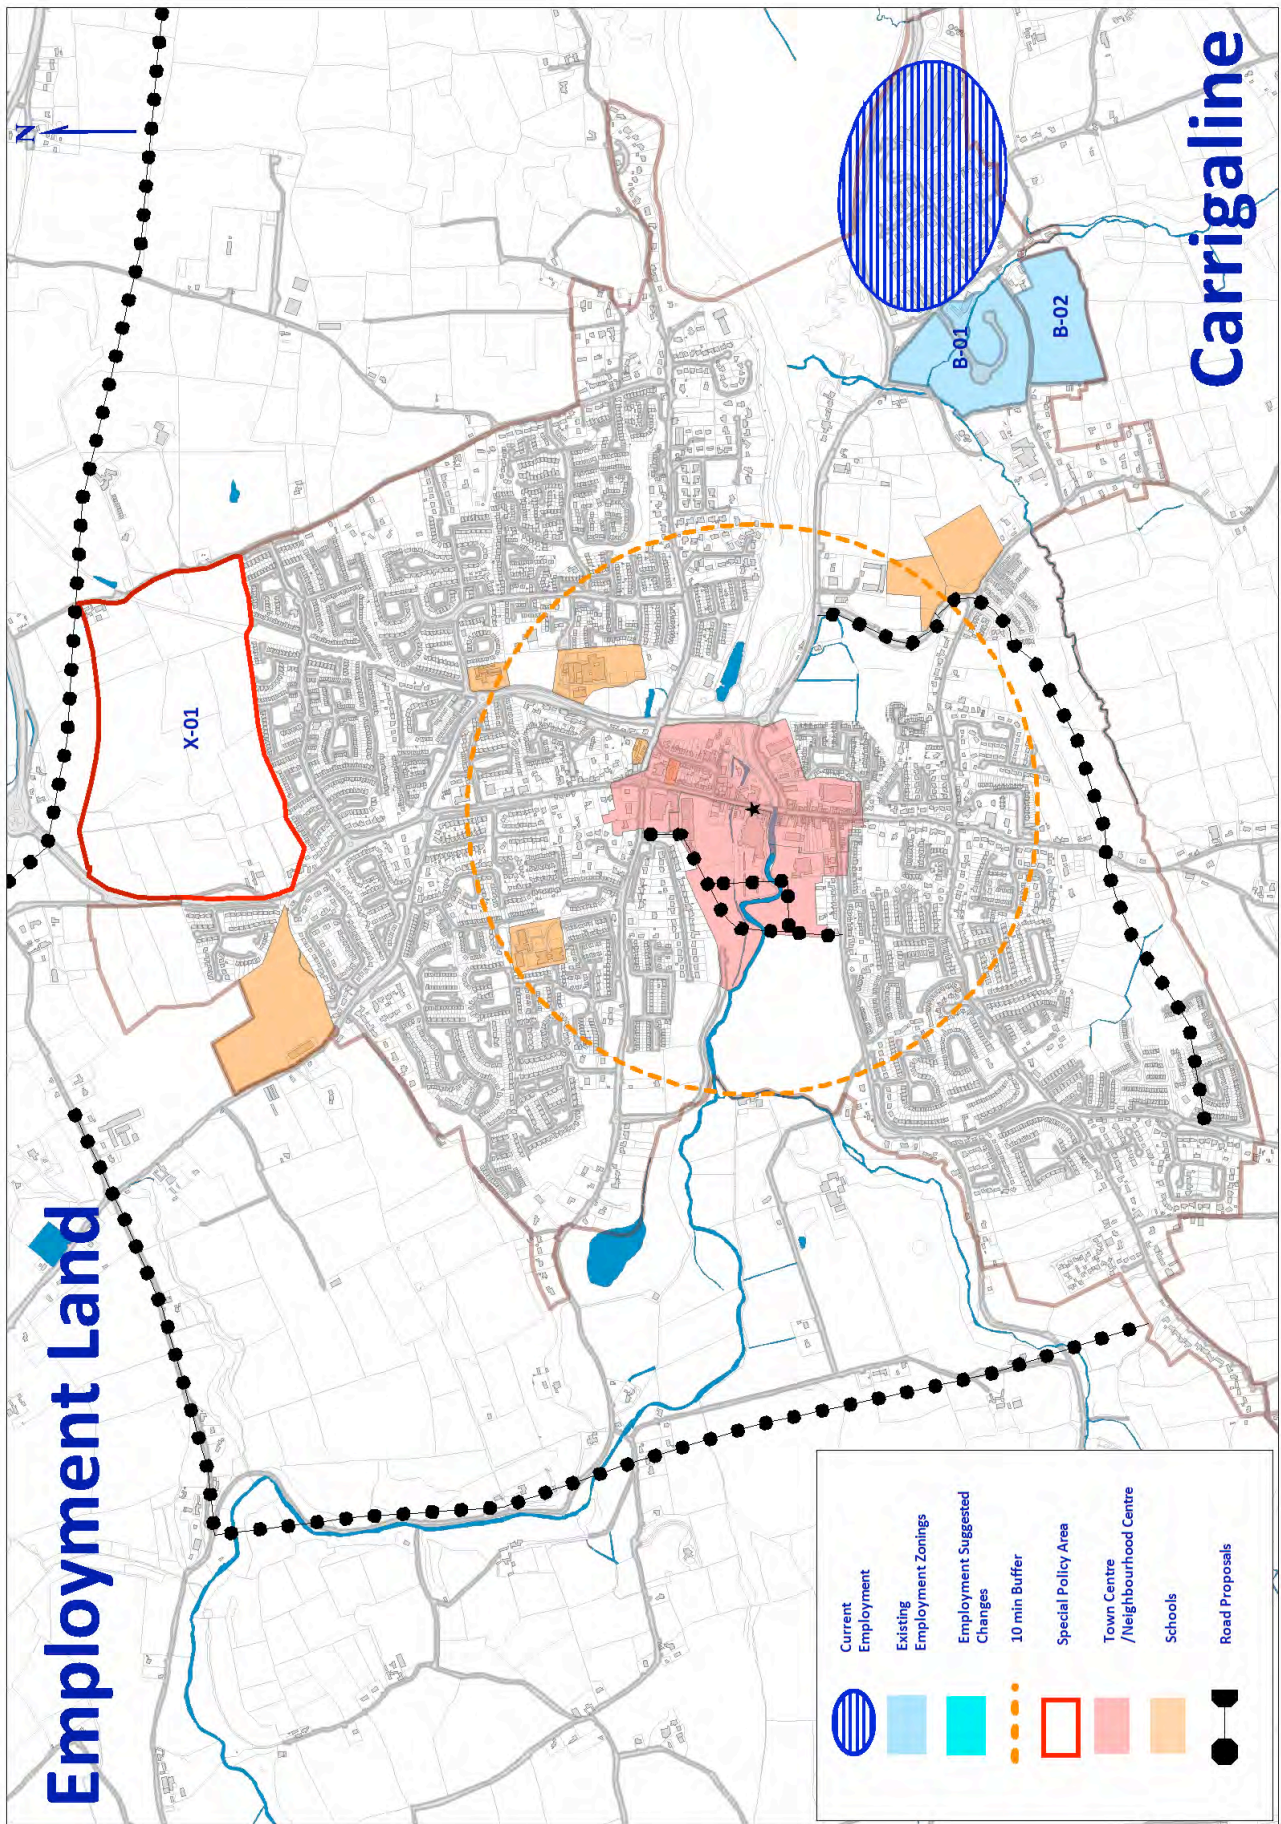 Employment Land
N
X-01
B-01
B-02
Carrigaline
Current
Employment
Existing
Employment Zonings
Employment Suggested
Changes
10 min Buffer
Special Policy Area
Town Centre
/Neighbourhood Centre
Schools
Road Proposals